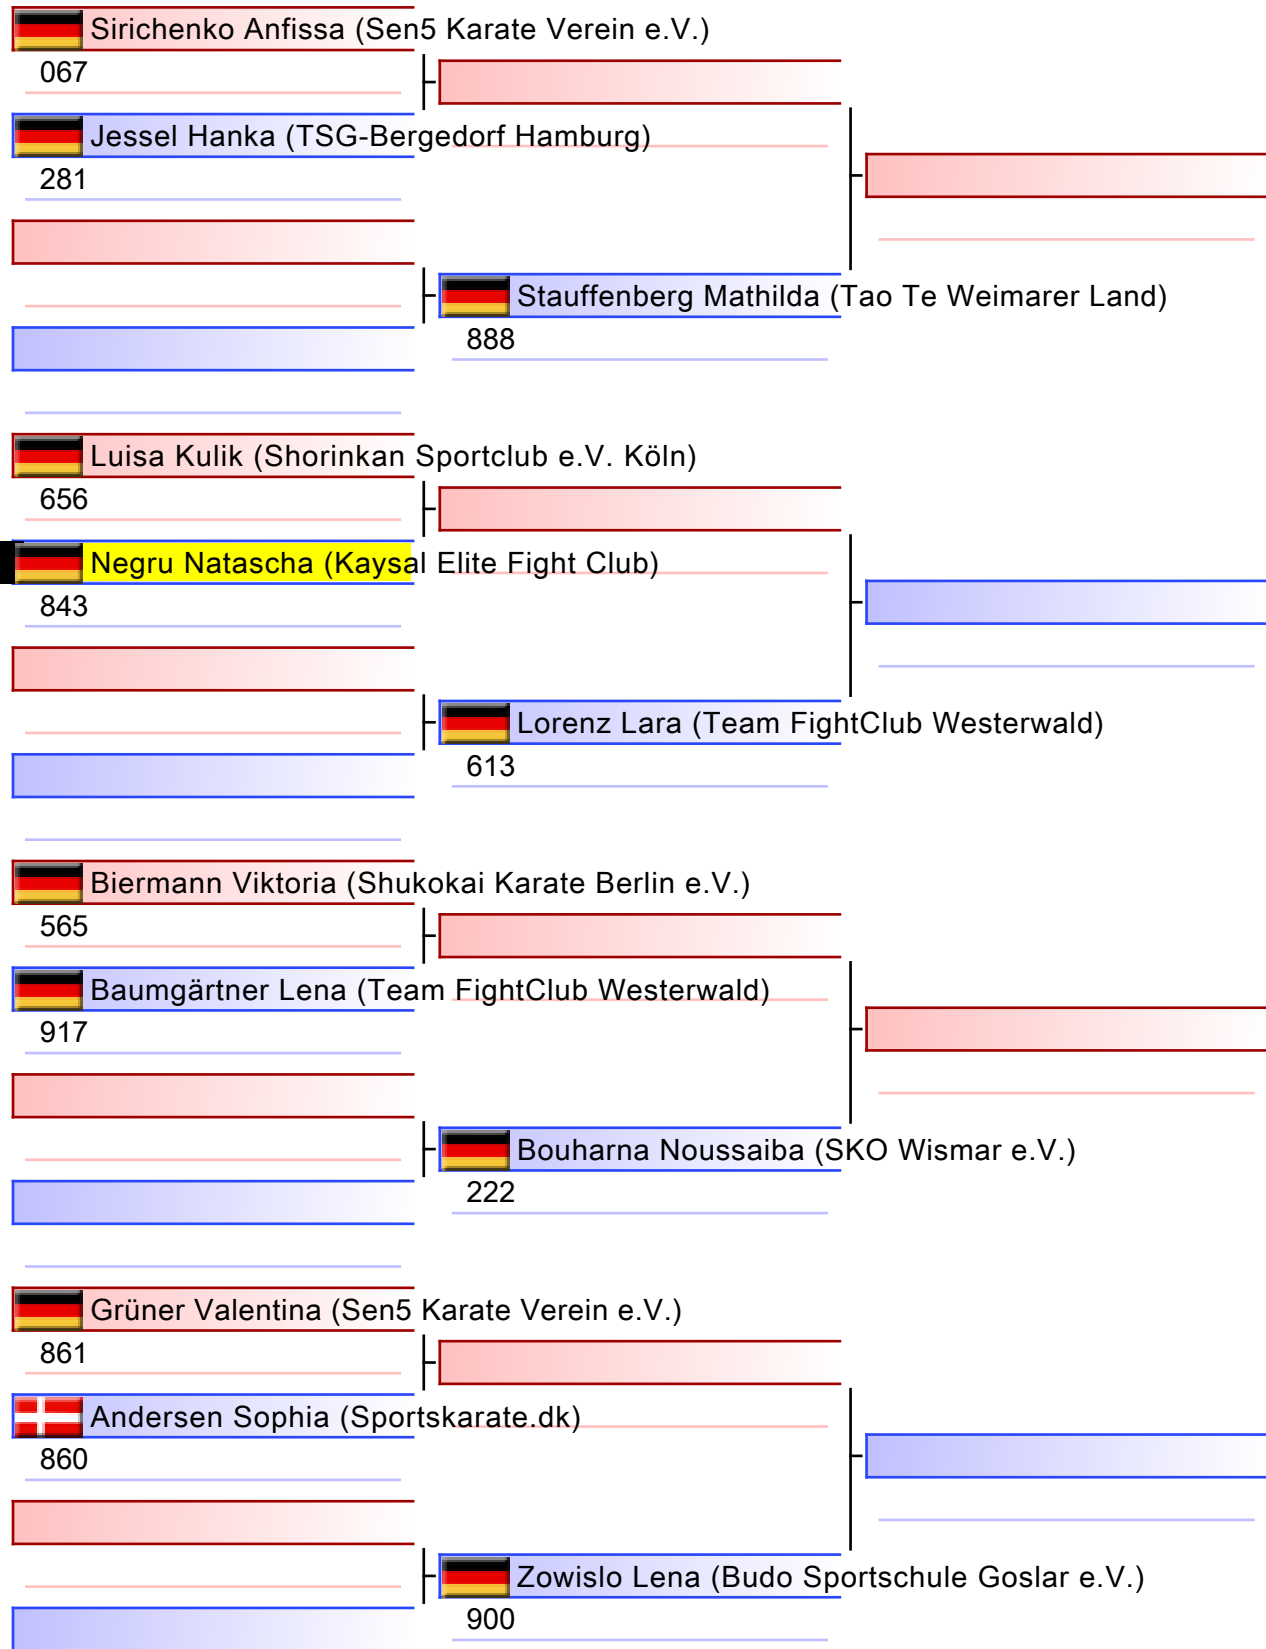 Sirichenko Anfissa (Sen5 Karate Verein e.V.)
067
Jessel Hanka (TSG-Bergedorf Hamburg)
281
Stauffenberg Mathilda (Tao Te Weimarer Land)
888
Luisa Kulik (Shorinkan Sportclub e.V. Köln)
656
Negru Natascha (Kaysal Elite Fight Club)
843
Lorenz Lara (Team FightClub Westerwald)
613
Biermann Viktoria (Shukokai Karate Berlin e.V.)
565
Baumgärtner Lena (Team FightClub Westerwald)
917
Bouharna Noussaiba (SKO Wismar e.V.)
222
Grüner Valentina (Sen5 Karate Verein e.V.)
861
Andersen Sophia (Sportskarate.dk)
860
Zowislo Lena (Budo Sportschule Goslar e.V.)
900